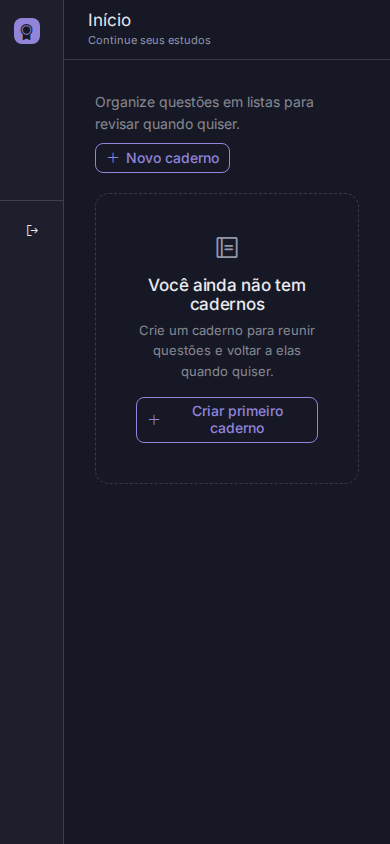 Início
Continue seus estudos
Organize questões em listas para
revisar quando quiser.
Novo caderno
Você ainda não tem
cadernos
Crie um caderno para reunir
questões e voltar a elas
quando quiser.
Criar primeiro
caderno